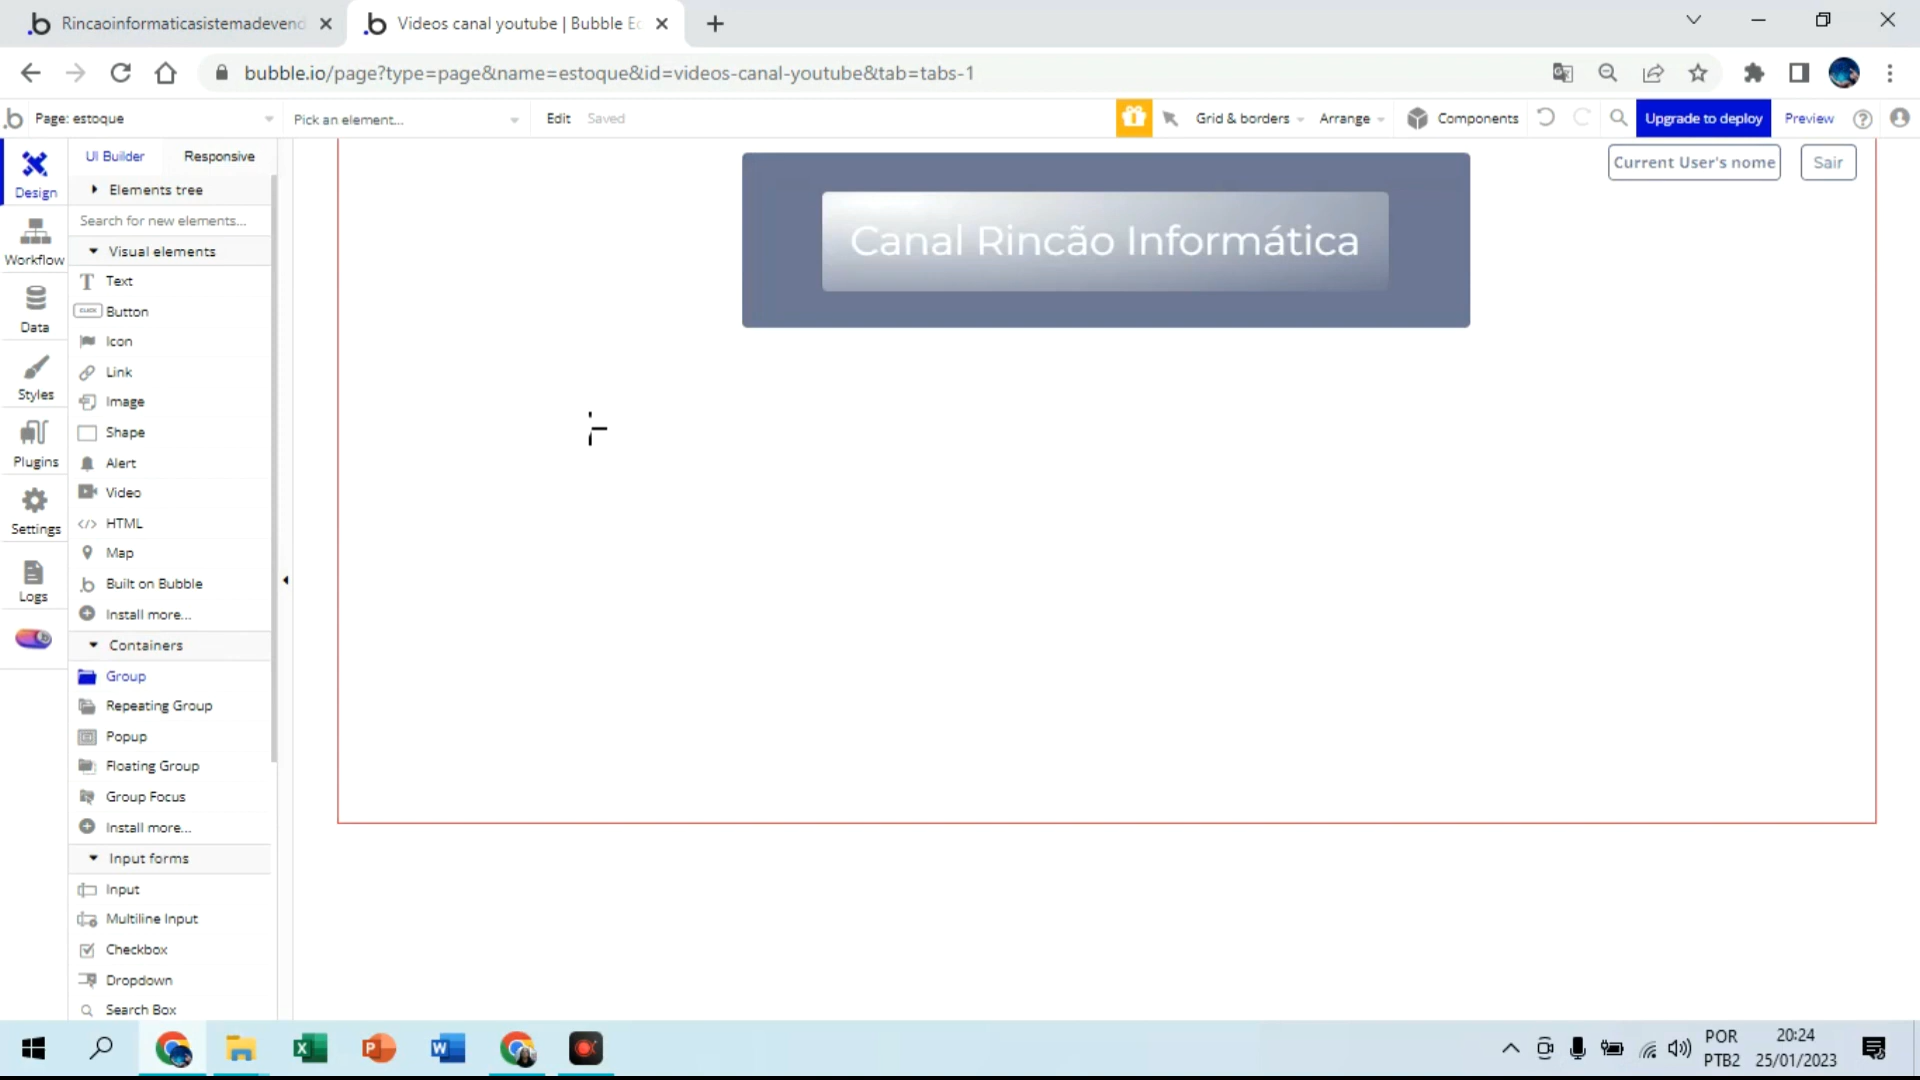 Rincaoinformaticasistemadevend
Videos canal youtube | Bubble Ec
bubble.io/page?type=page&name=estoque&id=videos-canal-youtube&tab=tabs-1
Page: estoque
Pick an element...
Edit
Saved
Grid & borders
Arrange
Components
Upgrade to deploy
Preview
Design
Workflow
Data
Styles
Plugins
Settings
Logs
UI Builder
Responsive
Elements tree
Search for new elements...
Visual elements
Text
Button
Icon
Link
Image
Shape
Alert
Video
HTML
Map
Built on Bubble
Install more...
Containers
Group
Repeating Group
Popup
Floating Group
Group Focus
Install more...
Input forms
Input
Multiline Input
Checkbox
Dropdown
Search Box
Canal Rincão Informática
Current User's nome
Sair
POR
PTB2
20:24
25/01/2023